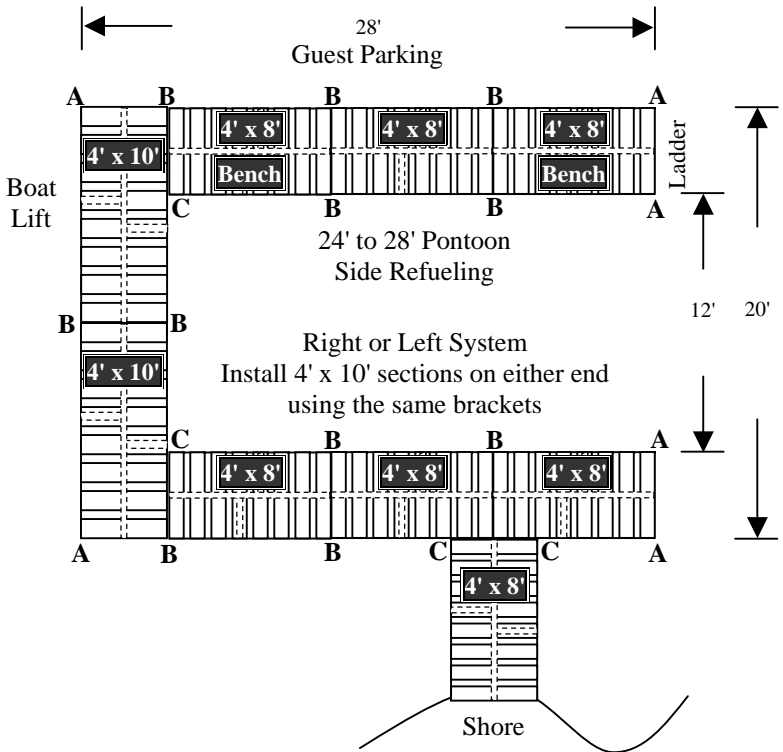 28'
Guest Parking
A B B B A
4' x 8' 4' x 8' 4' x 8'
4' x 10'
Bench Bench
Ladder
Boat
Lift
C B B A
24' to 28' Pontoon
Side Refueling
12' 20'
B B
Right or Left System
Install 4' x 10' sections on either end
using the same brackets
4' x 10'
C B B A
4' x 8' 4' x 8' 4' x 8'
A B B C C A
4' x 8'
Shore